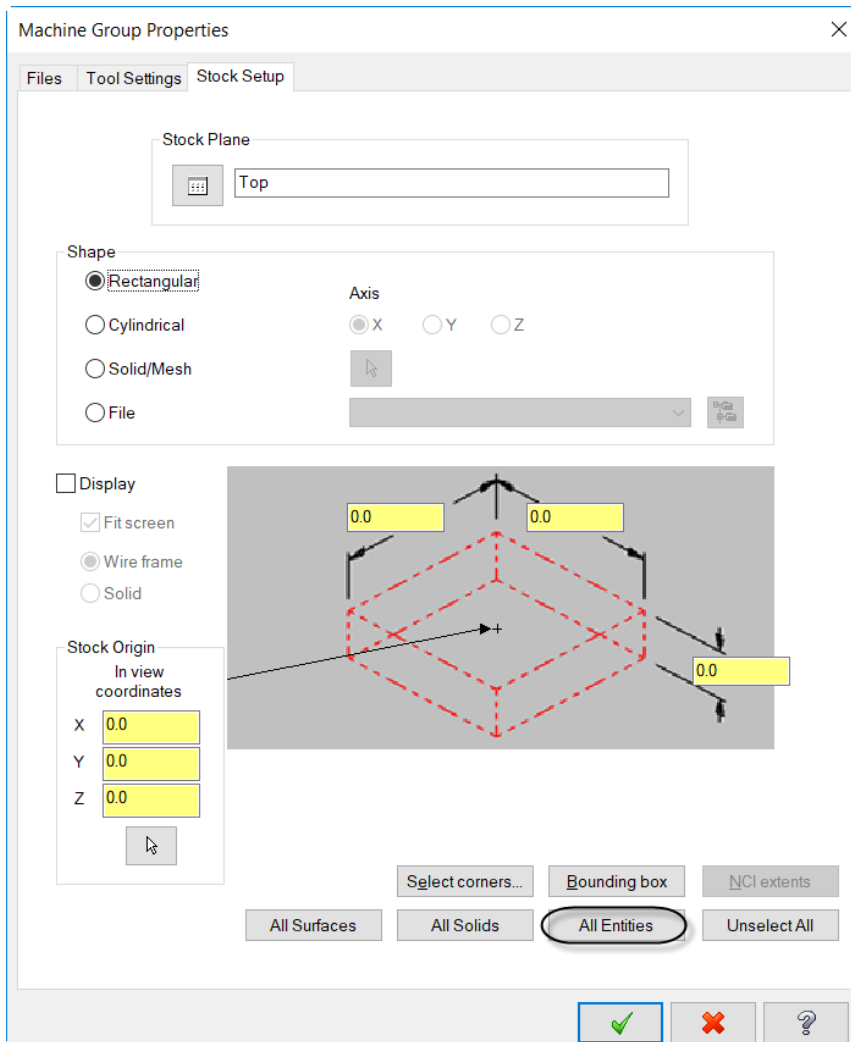 Machine Group Properties
Files Tool Settings Stock Setup
Stock Plane
Top
Shape
Rectangular
Axis
Cylindrical X Y Z
Solid/Mesh
File
Display
0.0 0.0
Fit screen
Wire frame
Solid
Stock Origin
In view
0.0
coordinates
X 0.0
Y 0.0
Z 0.0
Select corners... Bounding box NCI extents
All Surfaces All Solids All Entities Unselect All